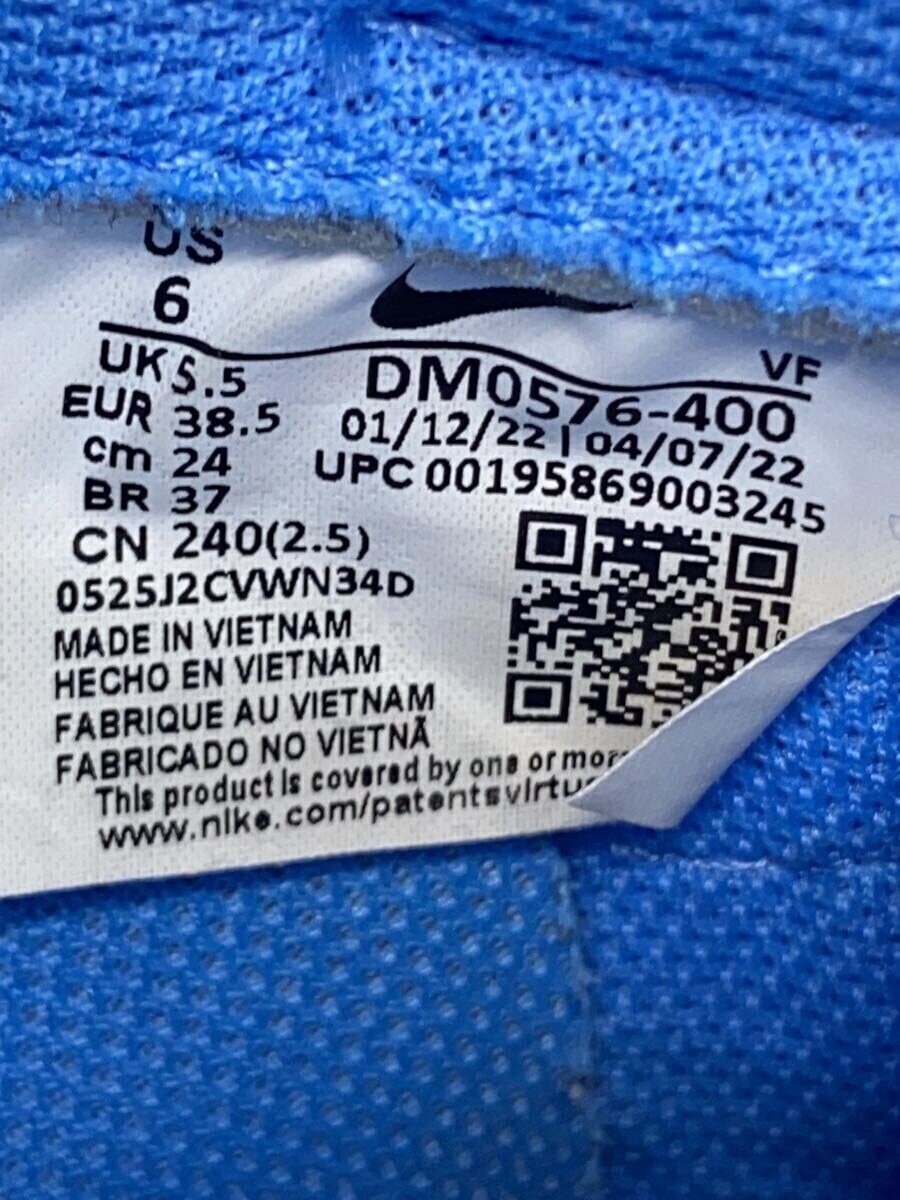 US
6
UK 5.5
EUR 38.5
cm 24
BR 37
CN 240(2.5)
VF
DM0576-400
01/12/22 | 04/07/22
UPC 00195869003245
0525J2CVWN34D
MADE IN VIETNAM
HECHO EN VIETNAM
FABRIQUE AU VIETNAM
FABRICADO NO VIETNÃ
This product is covered by one or more
www.nike.com/patentsvirtu